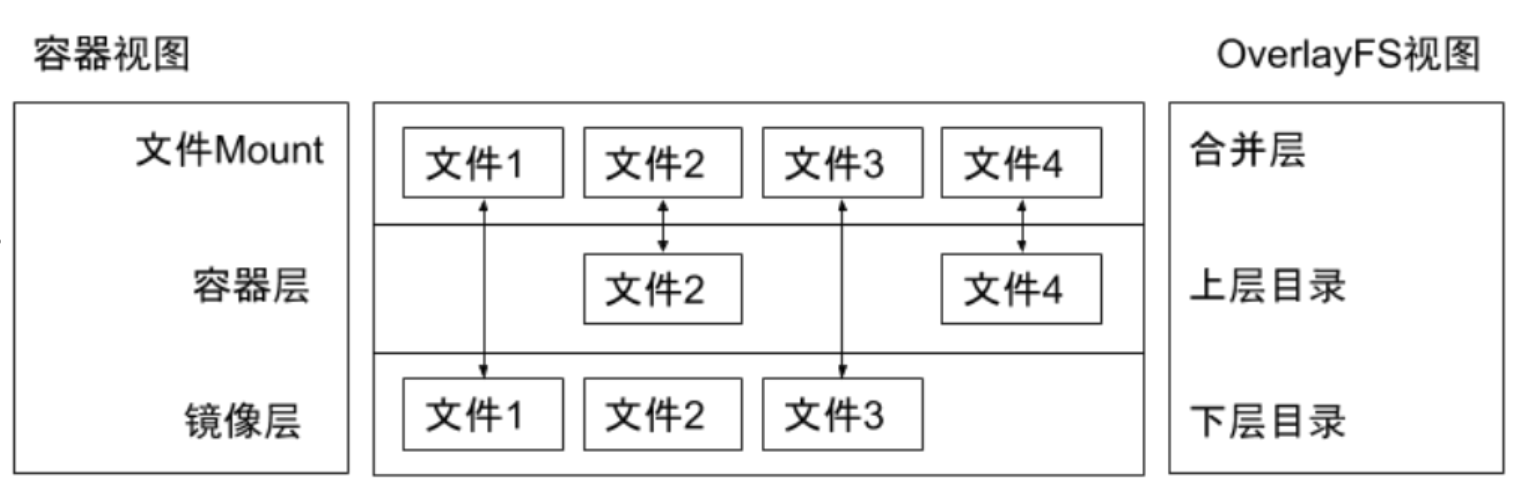 容器视图
OverlayFS视图
文件Mount
文件1
文件2
文件3
文件4
合并层
容器层
文件2
文件4
上层目录
镜像层
文件1
文件2
文件3
下层目录